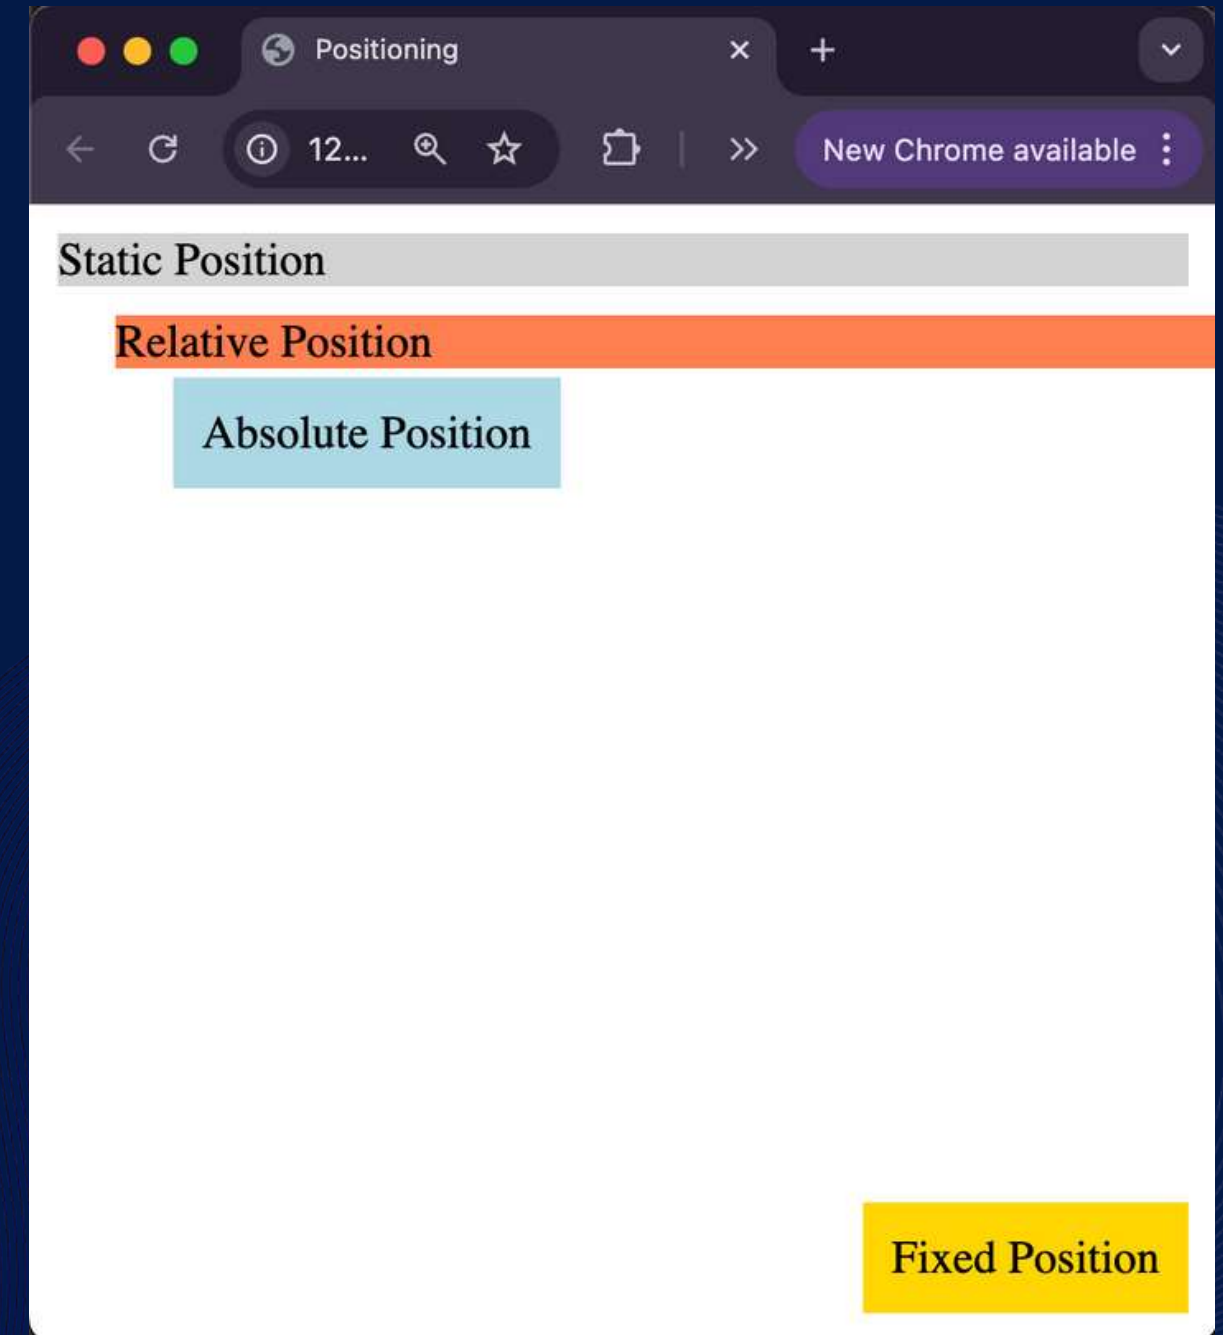 Positioning
12...
New Chrome available
Static Position
Relative Position
Absolute Position
Fixed Position